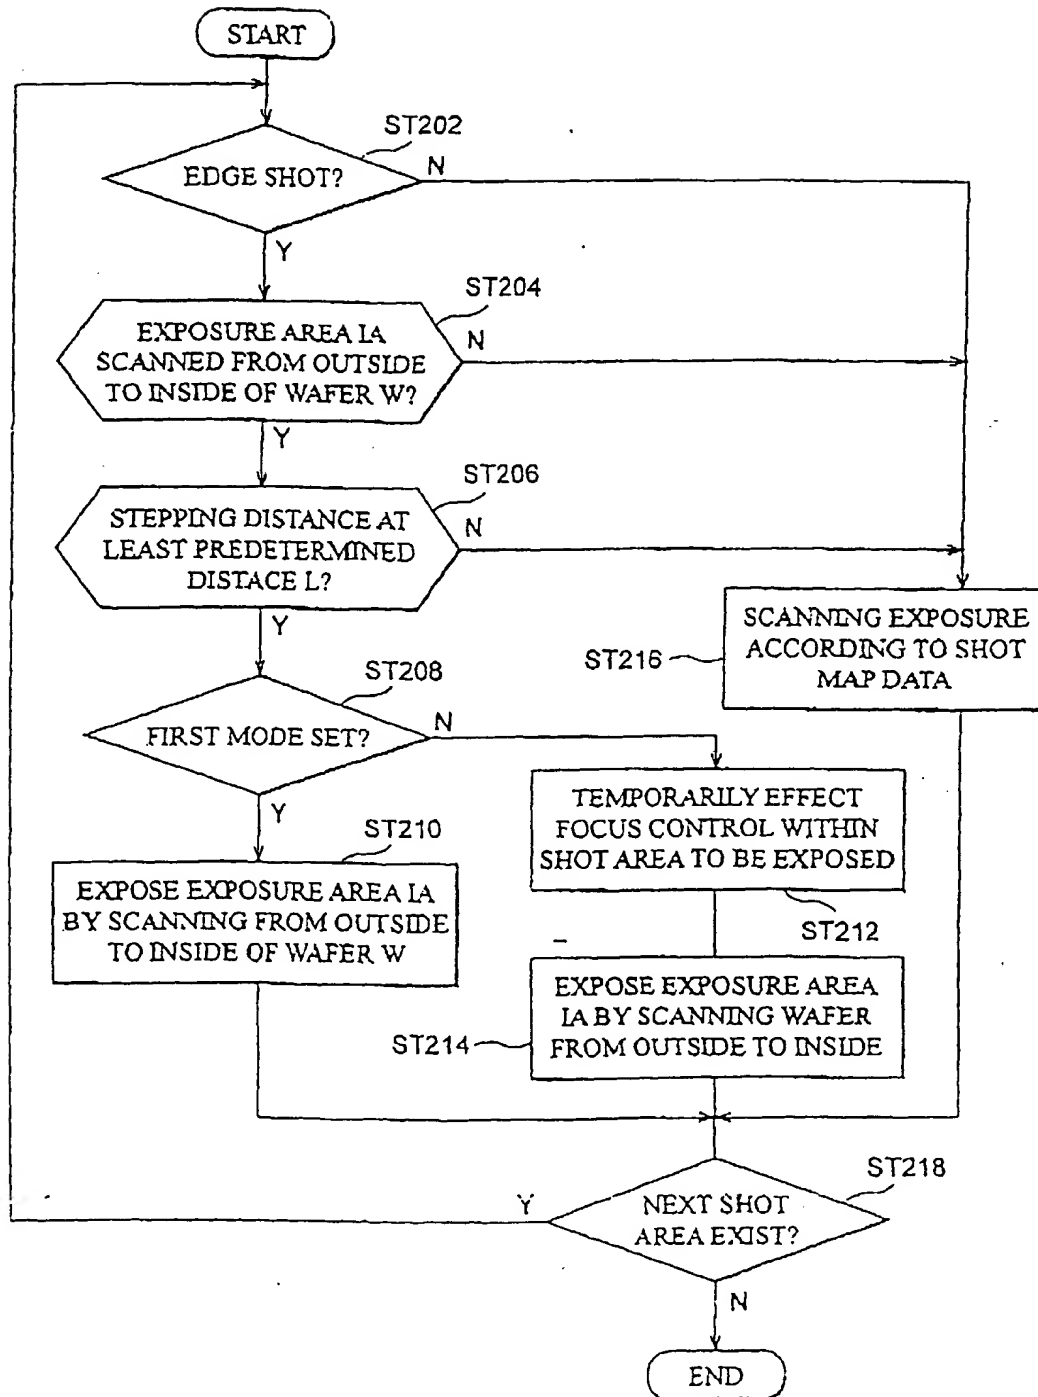 START
ST202
EDGE SHOT?
N
Y
ST204
EXPOSURE AREA IA
SCANNED FROM OUTSIDE
TO INSIDE OF WAFER W?
N
Y
ST206
STEPPING DISTANCE AT
LEAST PREDETERMINED
DISTACE L?
N
Y
SCANNING EXPOSURE
ACCORDING TO SHOT
MAP DATA
ST216
ST208
FIRST MODE SET?
N
Y
TEMPORARILY EFFECT
FOCUS CONTROL WITHIN
SHOT AREA TO BE EXPOSED
ST212
ST210
EXPOSE EXPOSURE AREA IA
BY SCANNING FROM OUTSIDE
TO INSIDE OF WAFER W
EXPOSE EXPOSURE AREA
IA BY SCANNING WAFER
FROM OUTSIDE TO INSIDE
ST214
ST218
NEXT SHOT
AREA EXIST?
Y
N
END